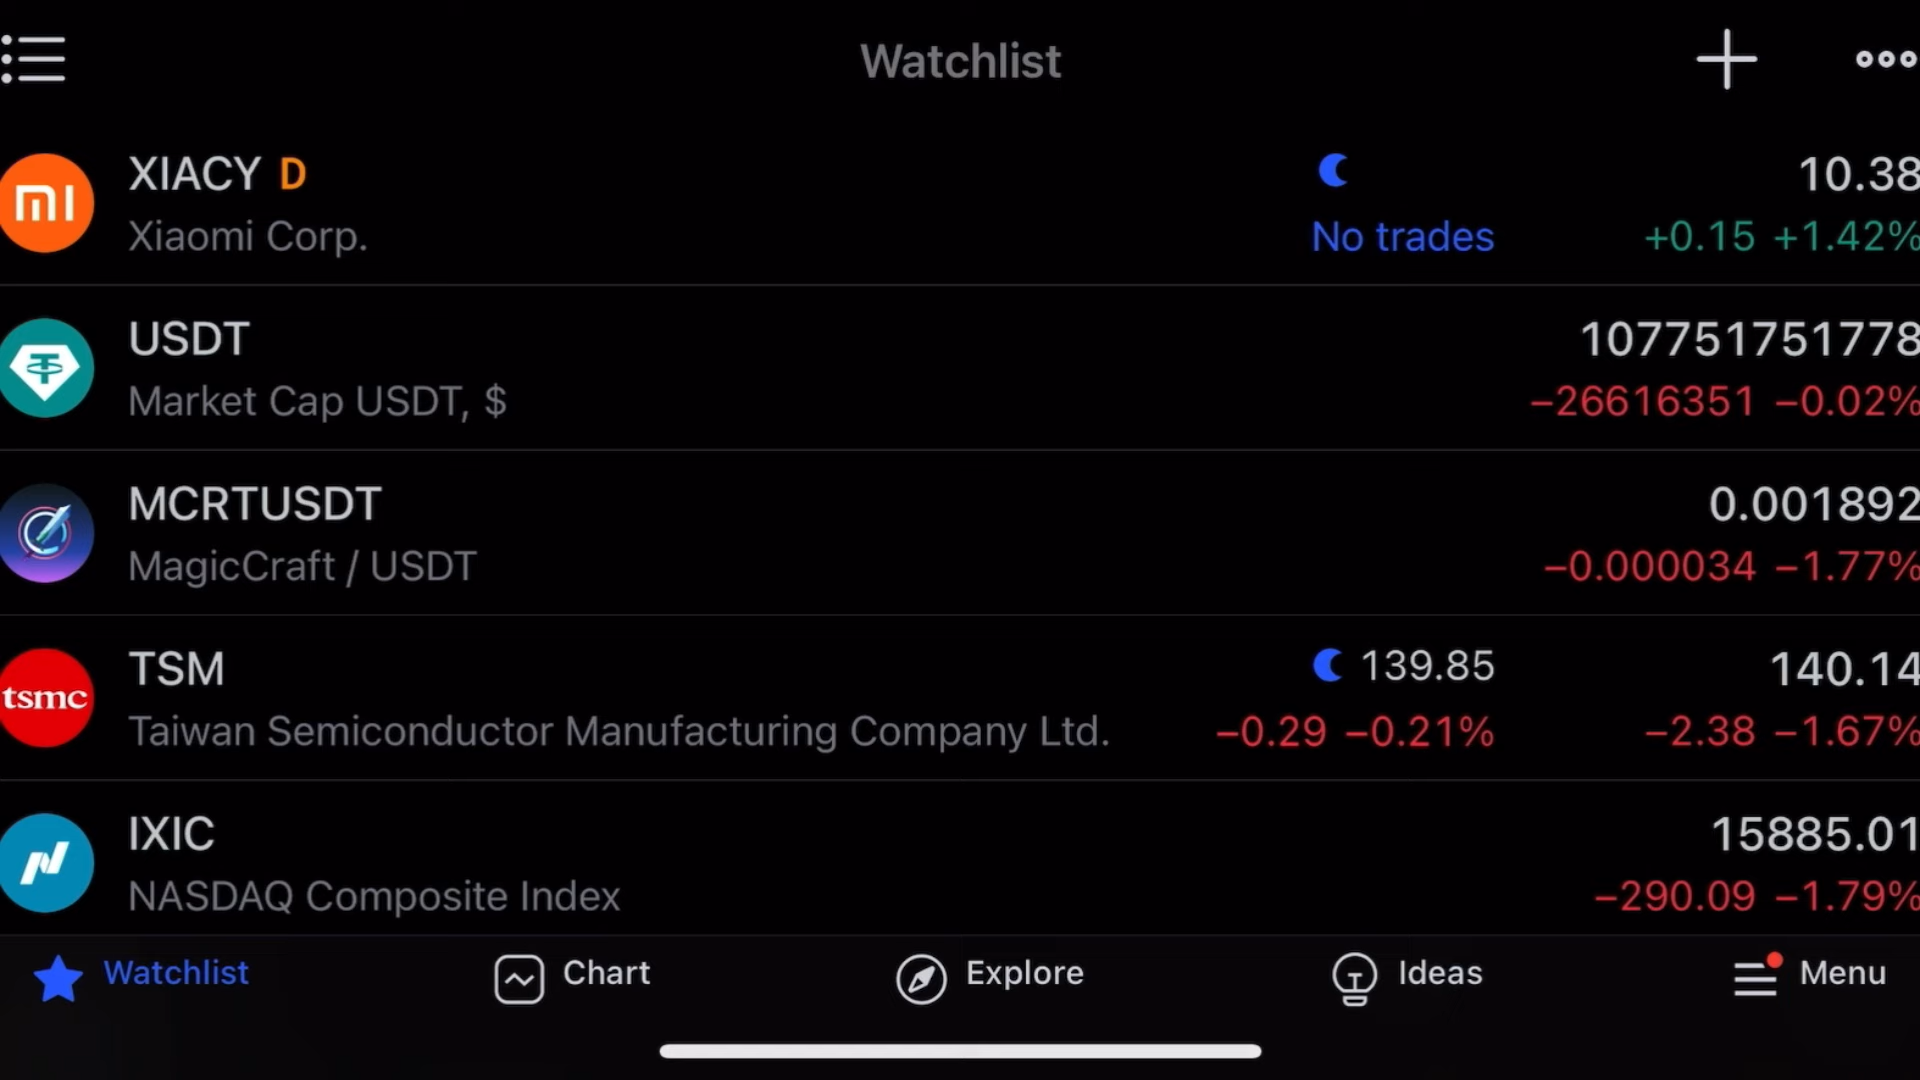 Watchlist
XIACY D
10.38
Xiaomi Corp.
No trades
+0.15 +1.42%
USDT
107751751778
Market Cap USDT, $
−26616351 −0.02%
MCRTUSDT
0.001892
MagicCraft / USDT
−0.000034 −1.77%
tsmc
TSM
139.85
140.14
Taiwan Semiconductor Manufacturing Company Ltd.
−0.29 −0.21%
−2.38 −1.67%
IXIC
15885.01
NASDAQ Composite Index
−290.09 −1.79%
Watchlist
Chart
Explore
Ideas
Menu